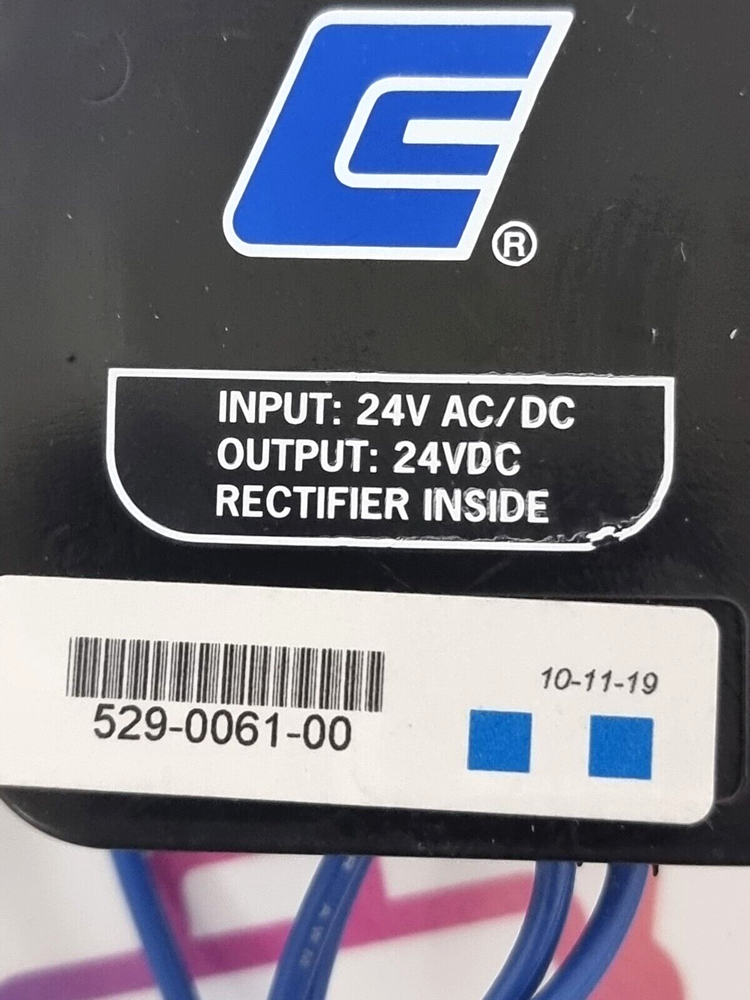 ®
INPUT: 24V AC/DC
OUTPUT: 24VDC
RECTIFIER INSIDE
10-11-19
529-0061-00